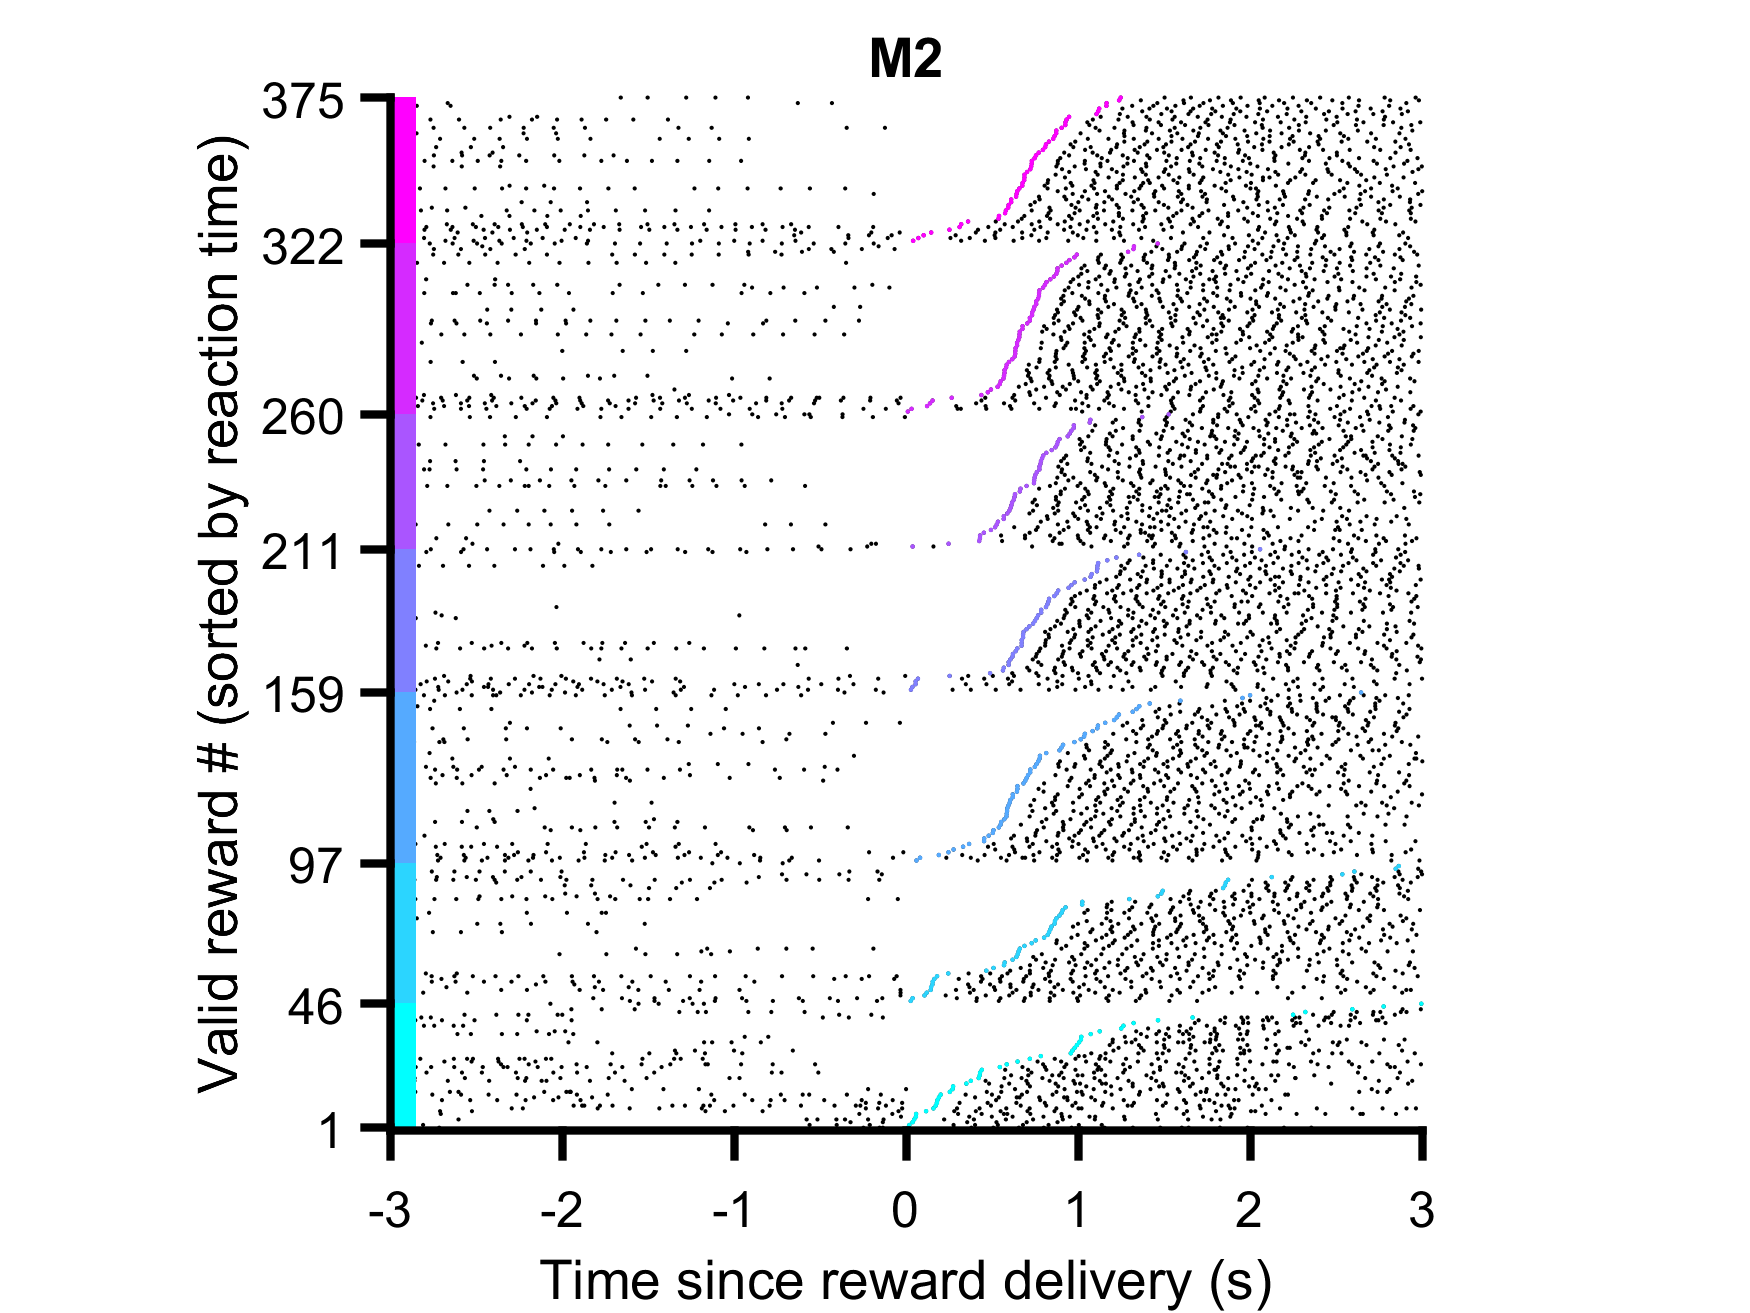 M2
Valid reward # (sorted by reaction time)
375
322
260
211
159
97
46
1
-3 -2 -1 0 1 2 3
Time since reward delivery (s)